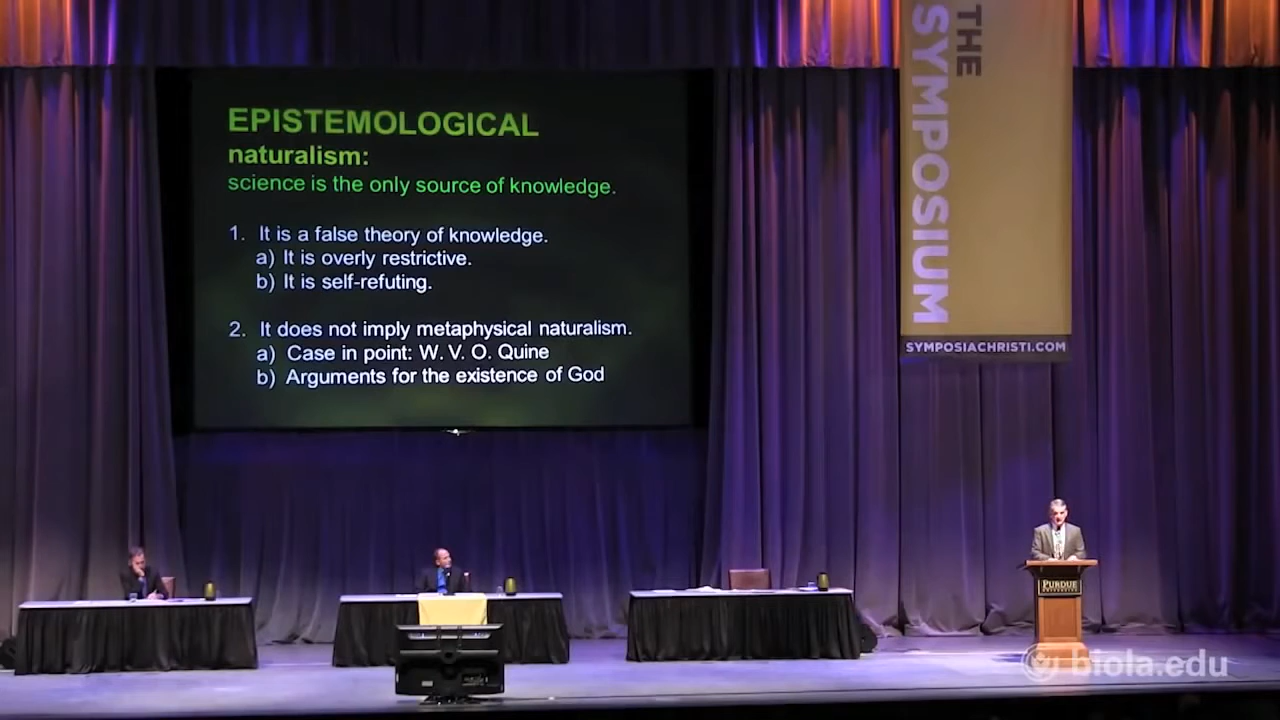 EPISTEMOLOGICAL
naturalism:
science is the only source of knowledge.
1. It is a false theory of knowledge.
a) It is overly restrictive.
b) It is self-refuting.
2. It does not imply metaphysical naturalism.
a) Case in point: W. V. O. Quine
b) Arguments for the existence of God
THE
SYMPOSIUM
SYMPOSIACHRISTI.COM
PURDUE
UNIVERSITY
biola.edu